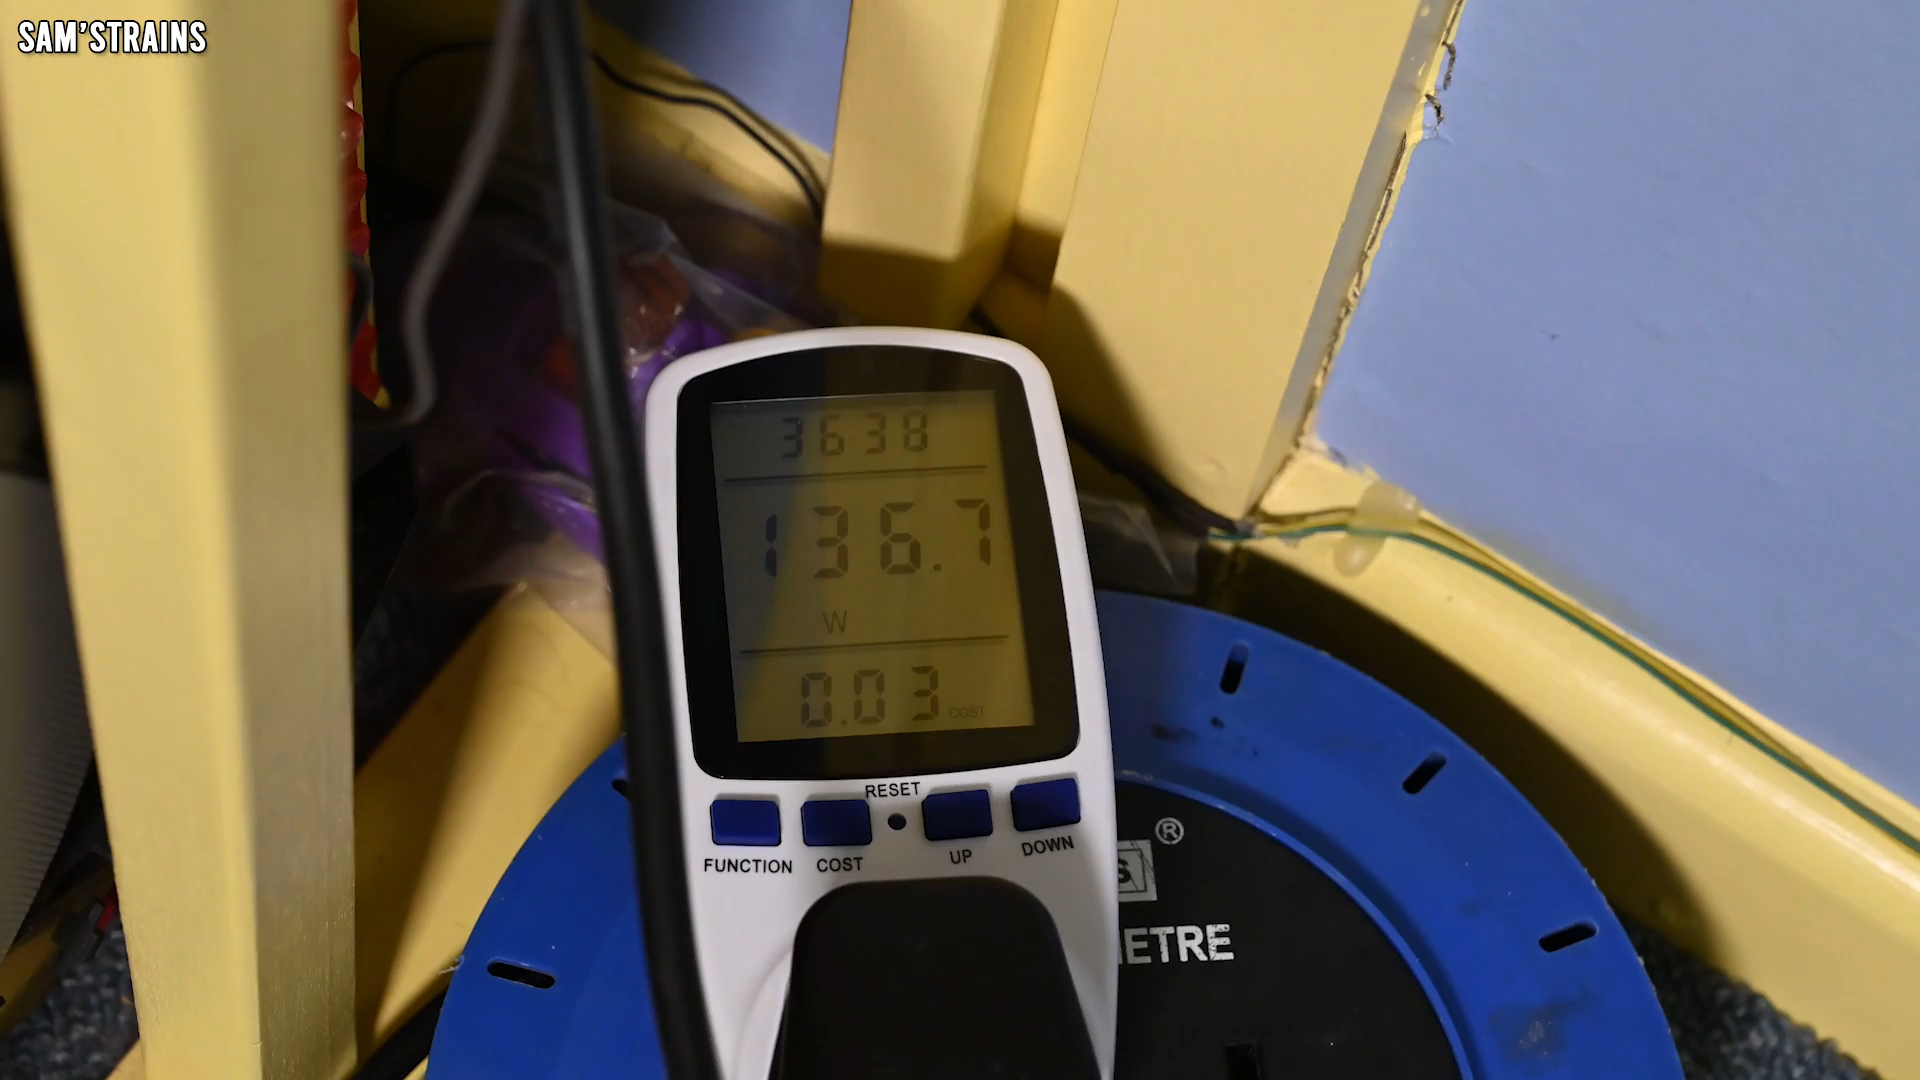 SAM'STRAINS
3638
136.7
W
0.03 COST
RESET
FUNCTION COST UP DOWN
®
S
ETRE